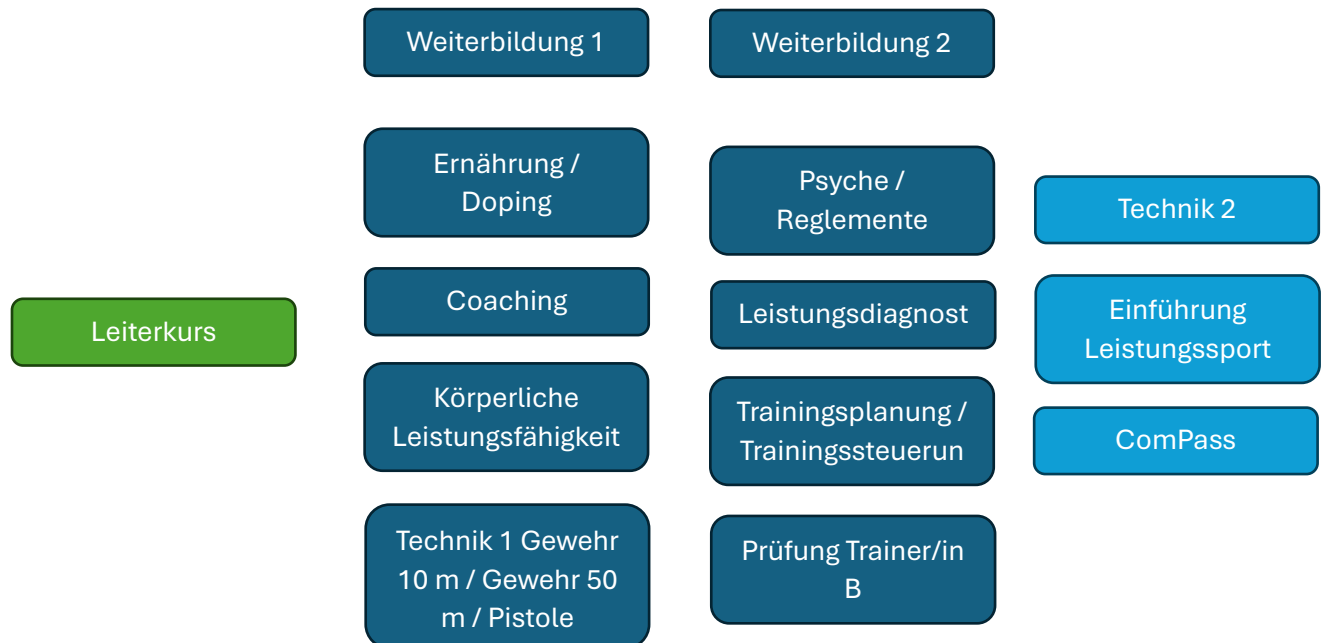 Leiterkurs
Weiterbildung 1
Ernährung /
Doping
Coaching
Körperliche
Leistungsfähigkeit
Technik 1 Gewehr
10 m / Gewehr 50
m / Pistole
Weiterbildung 2
Psyche /
Reglemente
Leistungsdiagnost
Trainingsplanung /
Trainingssteuerun
Prüfung Trainer/in
B
Technik 2
Einführung
Leistungssport
ComPass